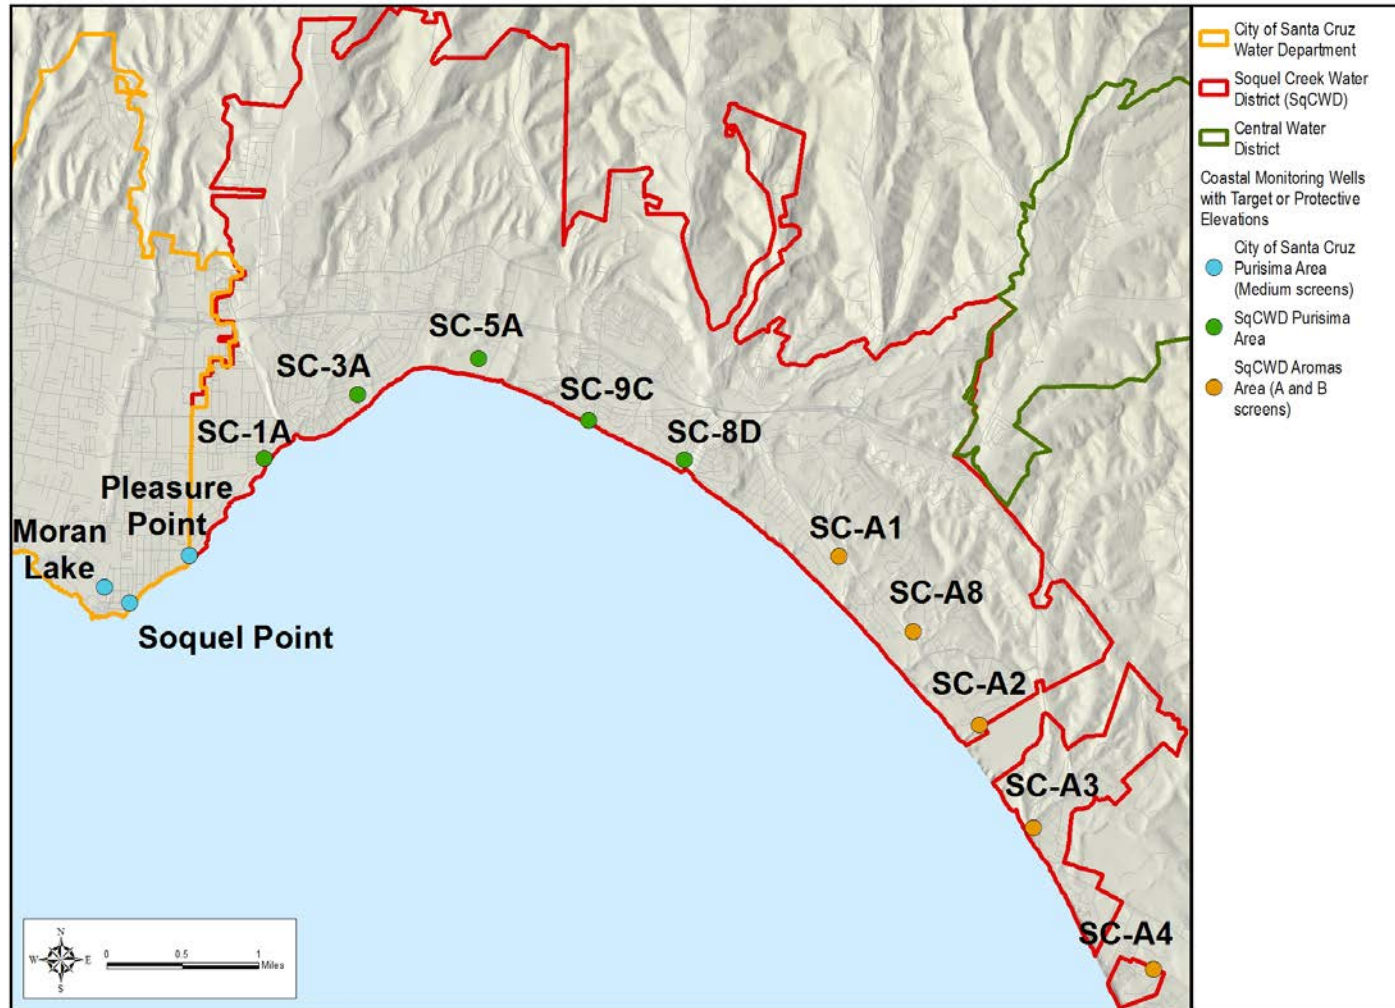 SC-5A
SC-3A
SC-9C
SC-1A
SC-8D
Pleasure
Point
Moran
Lake
Soquel Point
SC-A1
SC-A8
SC-A2
SC-A3
SC-A4
N
W
E
S
0
0.5
1
Miles
City of Santa Cruz
Water Department
Soquel Creek Water
District (SqCWD)
Central Water
District
Coastal Monitoring Wells
with Target or Protective
Elevations
City of Santa Cruz
Purisima Area
(Medium screens)
SqCWD Purisima
Area
SqCWD Aromas
Area (A and B
screens)